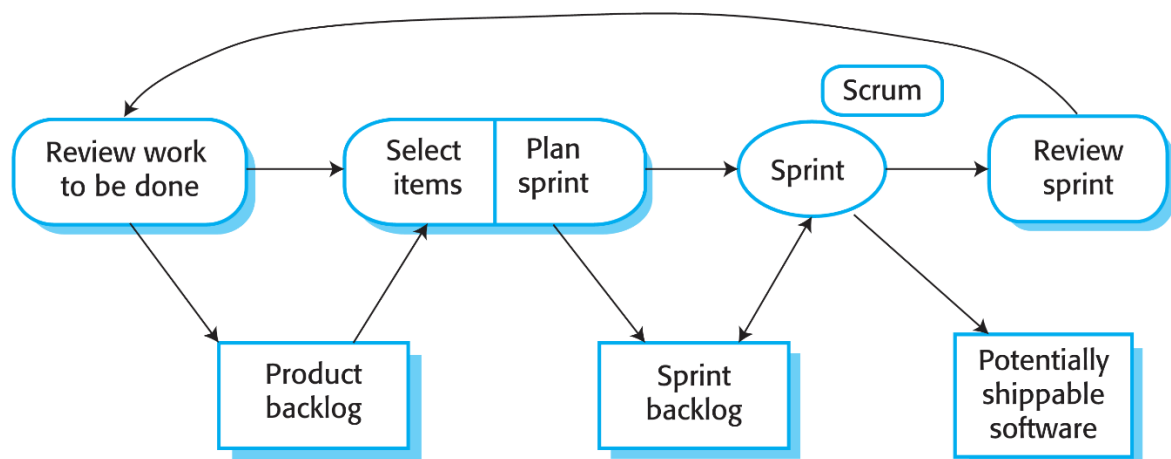 Scrum
Review work
to be done
Select
items
Plan
sprint
Sprint
Review
sprint
Product
backlog
Sprint
backlog
Potentially
shippable
software